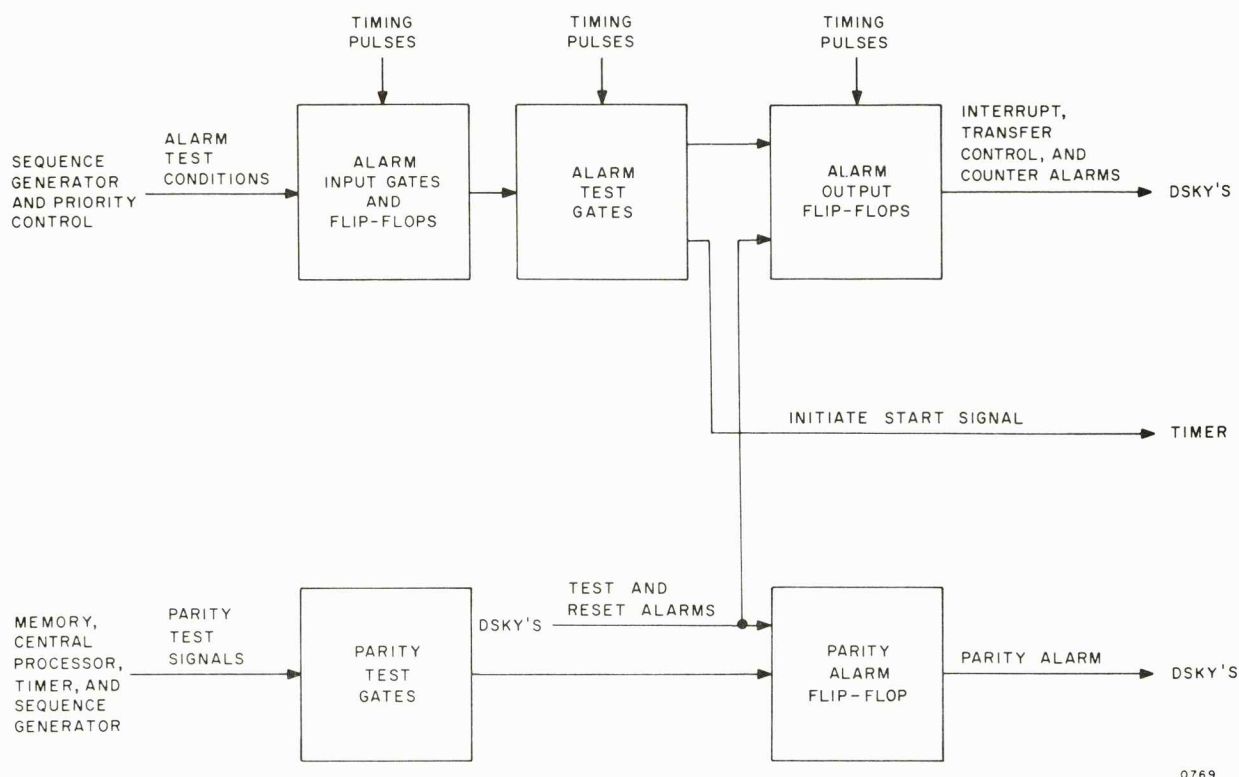 TIMING
PULSES
TIMING
PULSES
TIMING
PULSES
SEQUENCE
GENERATOR
AND PRIORITY
CONTROL
ALARM
TEST
CONDITIONS
ALARM
INPUT GATES
AND
FLIP-FLOPS
ALARM
TEST
GATES
ALARM
OUTPUT
FLIP-FLOPS
INTERRUPT,
TRANSFER
CONTROL, AND
COUNTER ALARMS
DSKY'S
INITIATE START SIGNAL
TIMER
MEMORY,
CENTRAL
PROCESSOR,
TIMER, AND
SEQUENCE
GENERATOR
PARITY
TEST
SIGNALS
PARITY
TEST
GATES
DSKY'S
TEST AND
RESET ALARMS
PARITY
ALARM
FLIP-FLOP
PARITY ALARM
DSKY'S
0769